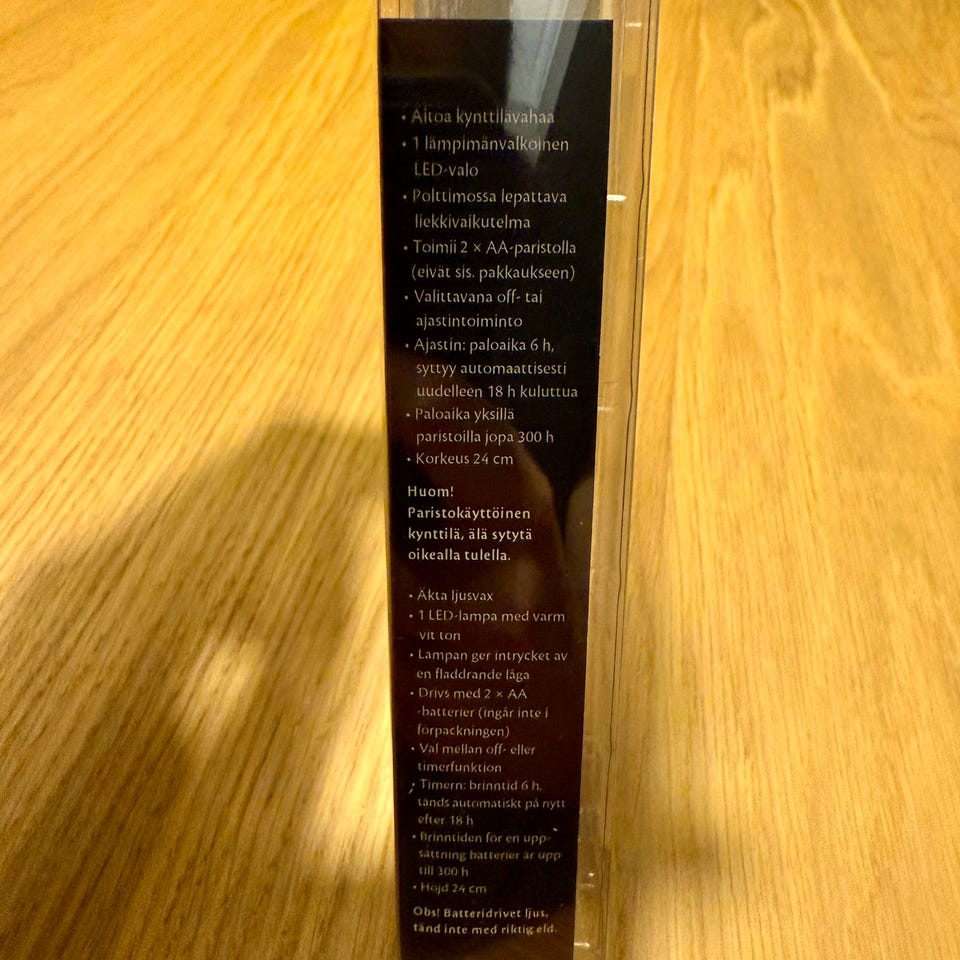 • Aitoa kynttilävahaa
• 1 lämpimänvalkoinen
LED-valo
• Polttimossa lepattava
liekkivaikutelma
• Toimii 2 × AA-paristolla
(eivät sis. pakkaukseen)
• Valittavana off- tai
ajastintoiminto
• Ajastin: paloaika 6 h,
syttyy automaattisesti
uudelleen 18 h kuluttua
• Paloaika yksillä
paristoilla jopa 300 h
• Korkeus 24 cm
Huom!
Paristokäyttöinen
kynttilä, älä sytytä
oikealla tulella.
• Äkta ljusvax
• 1 LED-lampa med varm
vit ton
• Lampan ger intrycket av
en fladdrande låga
• Drivs med 2 × AA
-batterier (ingår inte i
förpackningen)
• Val mellan off- eller
timerfunktion
• Timern: brinntid 6 h,
tänds automatiskt på nytt
efter 18 h
• Brinntiden för en upp-
sättning batterier är upp
till 300 h
• Höjd 24 cm
Obs! Batteridrivet ljus,
tänd inte med riktig eld.